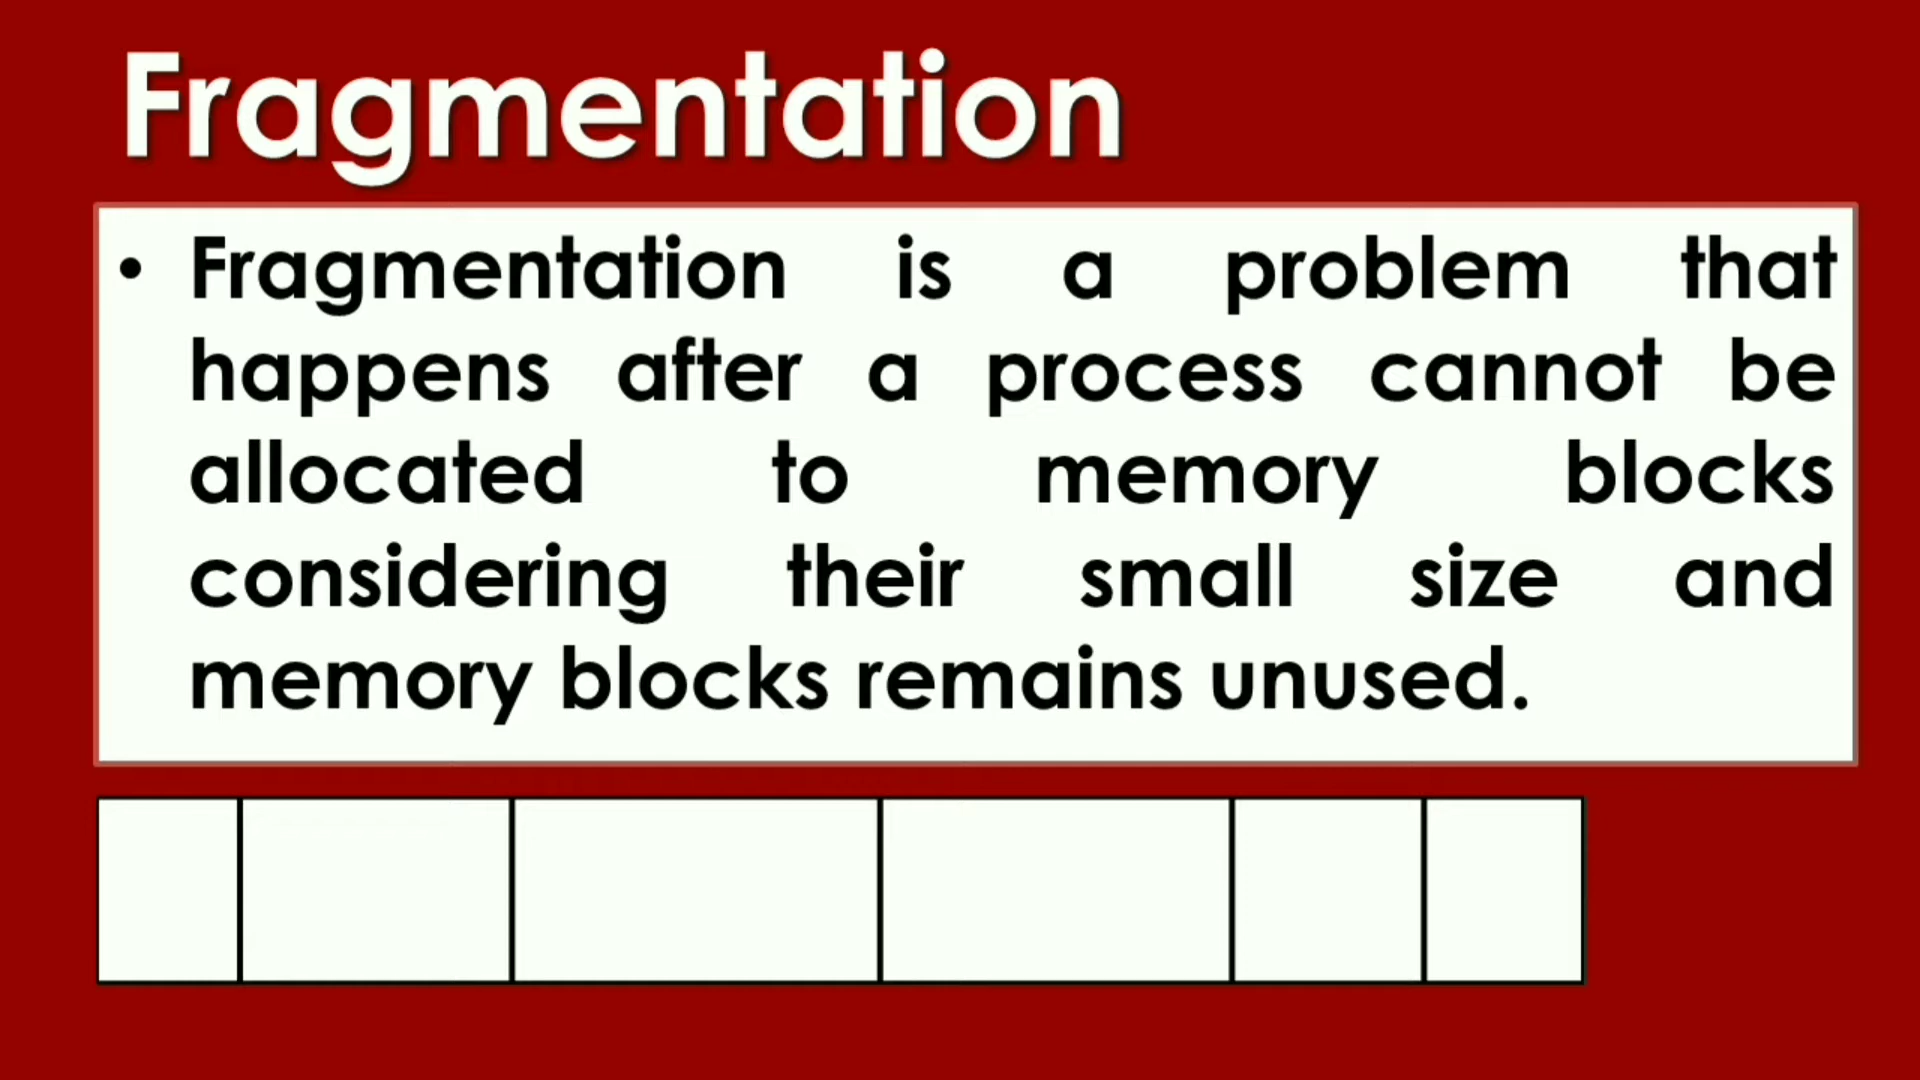 Fragmentation
• Fragmentation is a problem that
happens after a process cannot be
allocated to memory blocks
considering their small size and
memory blocks remains unused.